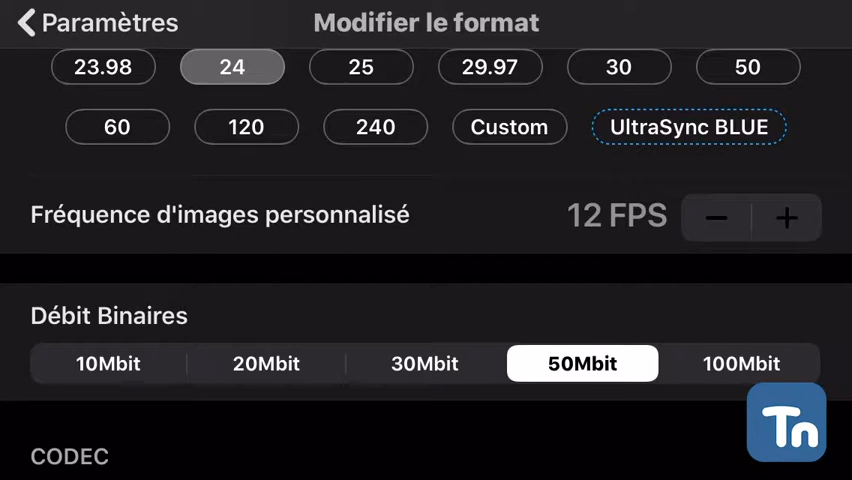 Paramètres Modifier le format
23.98 24 25 29.97 30 50
60 120 240 Custom UltraSync BLUE
Fréquence d'images personnalisé 12 FPS − +
Débit Binaires
10Mbit 20Mbit 30Mbit 50Mbit 100Mbit
Tn
CODEC